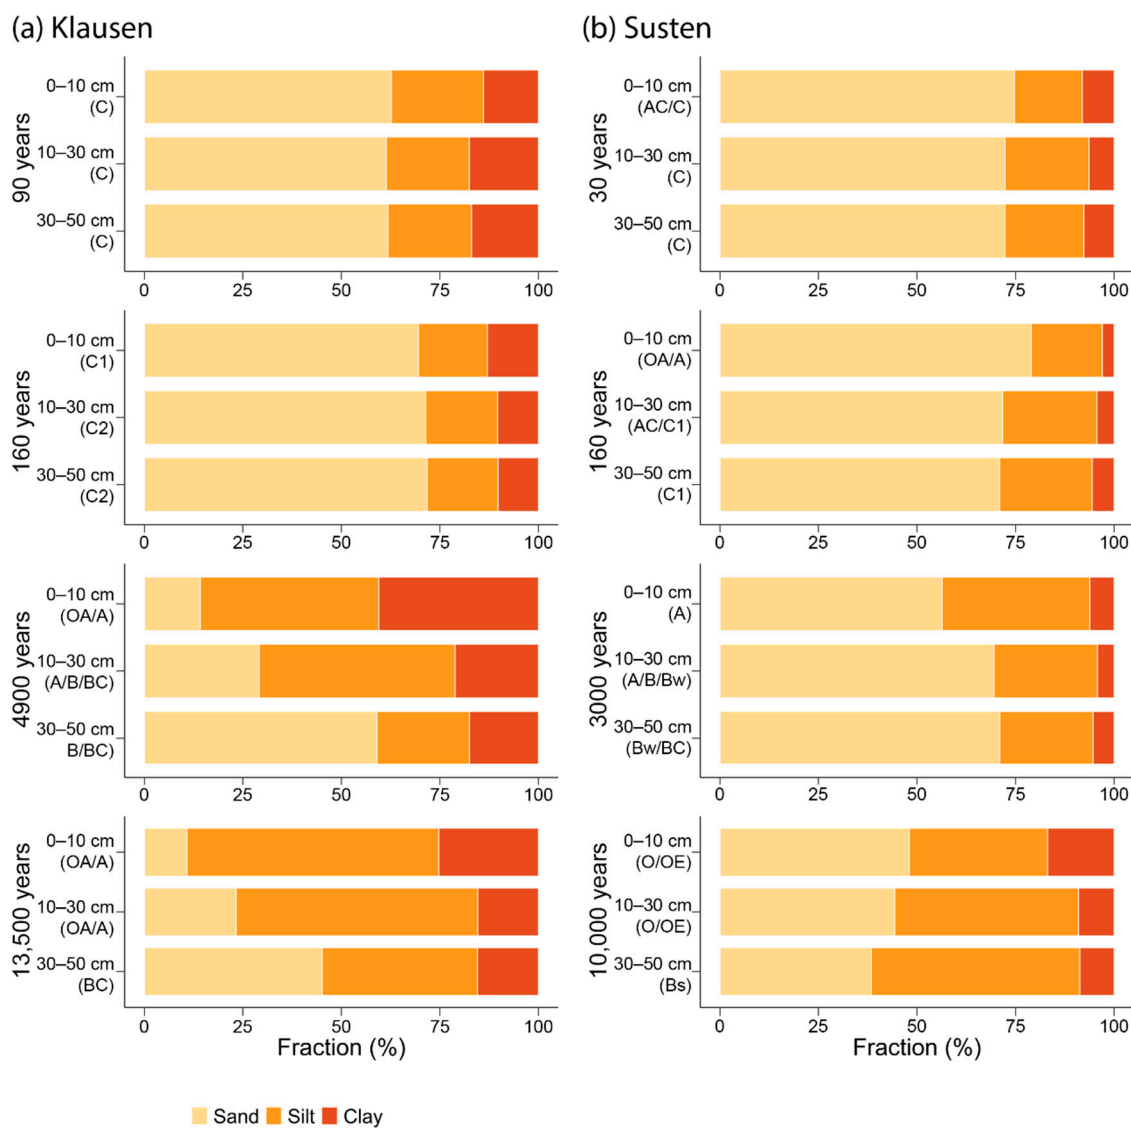 (a) Klausen
90 years
0–10 cm
(C)
10–30 cm
(C)
30–50 cm
(C)
0 25 50 75 100
160 years
0–10 cm
(C1)
10–30 cm
(C2)
30–50 cm
(C2)
0 25 50 75 100
4900 years
0–10 cm
(OA/A)
10–30 cm
(A/B/BC)
30–50 cm
B/BC)
0 25 50 75 100
13,500 years
0–10 cm
(OA/A)
10–30 cm
(OA/A)
30–50 cm
(BC)
0 25 50 75 100
Fraction (%)
(b) Susten
30 years
0–10 cm
(AC/C)
10–30 cm
(C)
30–50 cm
(C)
0 25 50 75 100
160 years
0–10 cm
(OA/A)
10–30 cm
(AC/C1)
30–50 cm
(C1)
0 25 50 75 100
3000 years
0–10 cm
(A)
10–30 cm
(A/B/Bw)
30–50 cm
(Bw/BC)
0 25 50 75 100
10,000 years
0–10 cm
(O/OE)
10–30 cm
(O/OE)
30–50 cm
(Bs)
0 25 50 75 100
Fraction (%)
Sand Silt Clay